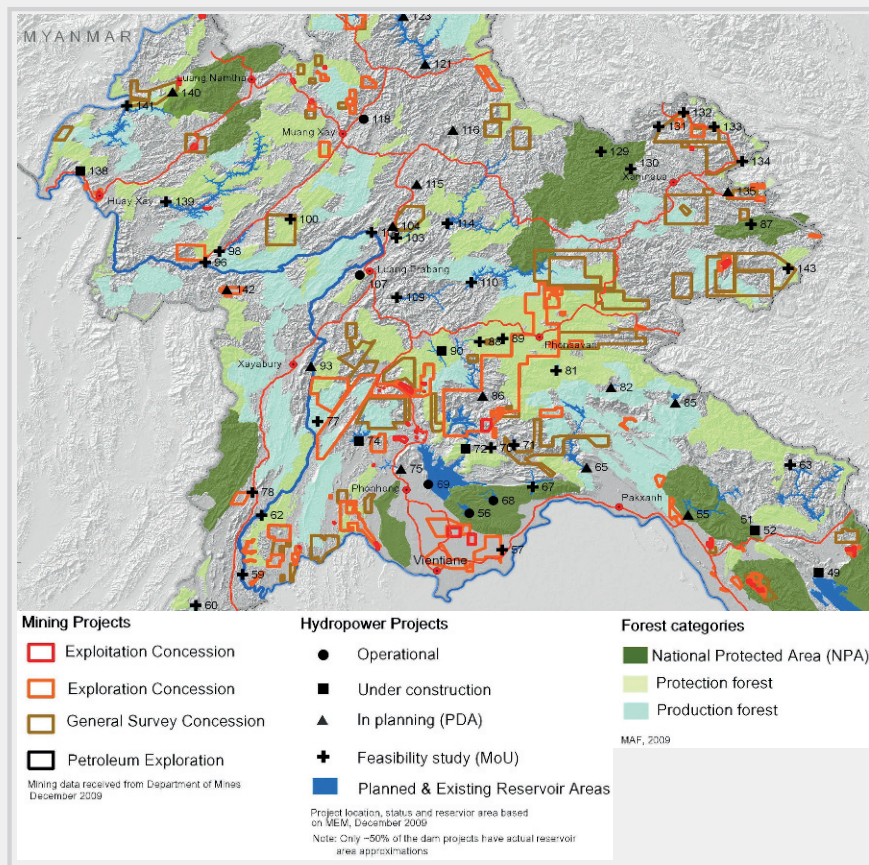 MYANMAR
123
121
Luang Namtha
140
141
118
Muang Xay
116
132
131
133
129
130
134
Xamneua
138
115
135
139
Huay Xay
100
104
114
87
103
98
96
Luang Prabang
143
107
142
110
109
89
88
90
Phonsavan
Xayabury
93
81
82
86
85
77
74
72
71
75
65
63
78
69
67
Phonhong
68
Pakxanh
62
56
55
51
52
57
Vientiane
59
49
60
Mining Projects
Exploitation Concession
Exploration Concession
General Survey Concession
Petroleum Exploration
Mining data received from Department of Mines
December 2009
Hydropower Projects
Operational
Under construction
In planning (PDA)
Feasibility study (MoU)
Planned & Existing Reservoir Areas
Project location, status and reservior area based
on MEM, December 2009
Note: Only ~50% of the dam projects have actual reservoir
area approximations
Forest categories
National Protected Area (NPA)
Protection forest
Production forest
MAF, 2009